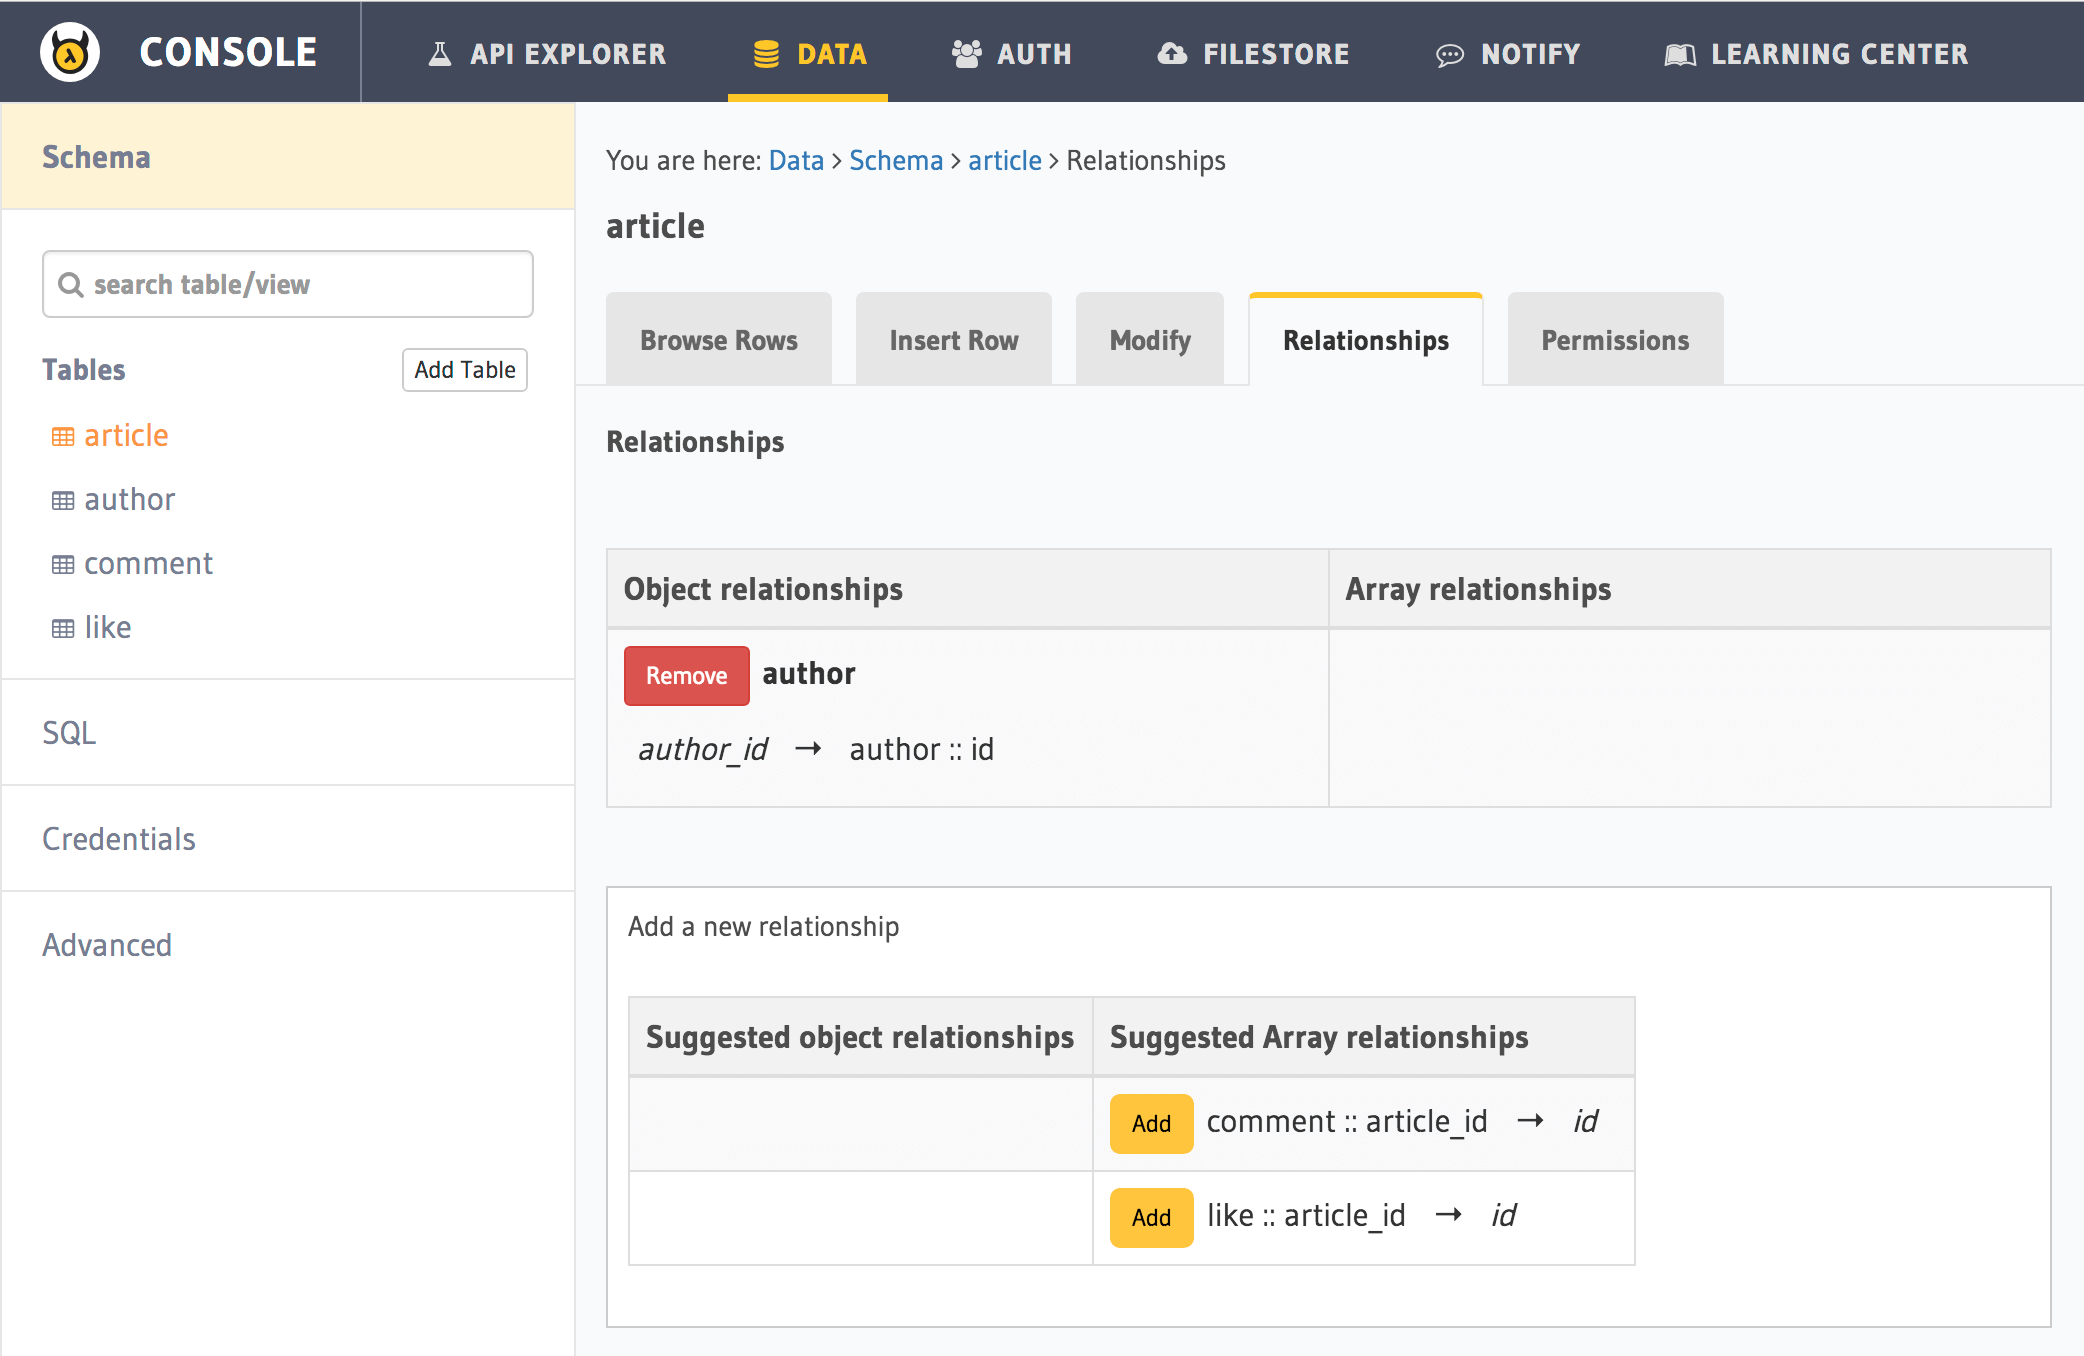 CONSOLE
API EXPLORER
DATA
AUTH
FILESTORE
NOTIFY
LEARNING CENTER
Schema
search table/view
Tables
Add Table
article
author
comment
like
SQL
Credentials
Advanced
You are here: Data > Schema > article > Relationships
article
Browse Rows
Insert Row
Modify
Relationships
Permissions
Relationships
Object relationships
Array relationships
Remove author
author_id → author :: id
Add a new relationship
Suggested object relationships
Suggested Array relationships
Add comment :: article_id → id
Add like :: article_id → id